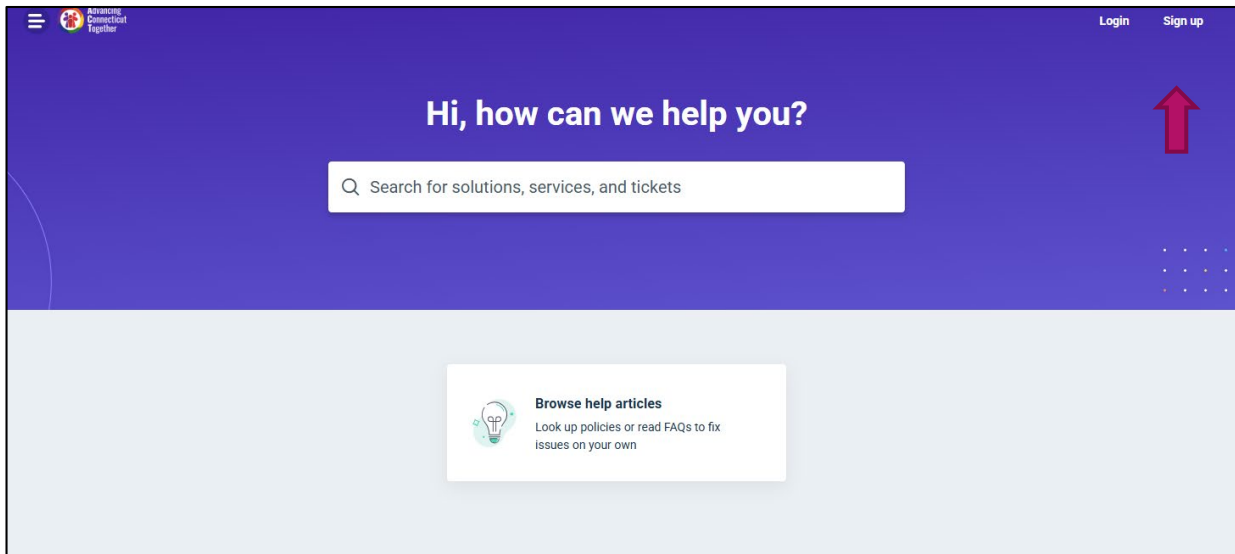 Advancing
Connecticut
Together
Login Sign up
Hi, how can we help you?
Search for solutions, services, and tickets
Browse help articles
Look up policies or read FAQs to fix
issues on your own